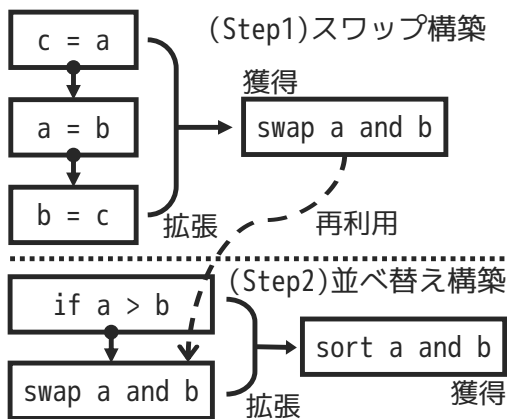 (Step1)スワップ構築
c = a
獲得
a = b
swap a and b
b = c
拡張
再利用
(Step2)並べ替え構築
if a > b
sort a and b
swap a and b
拡張
獲得